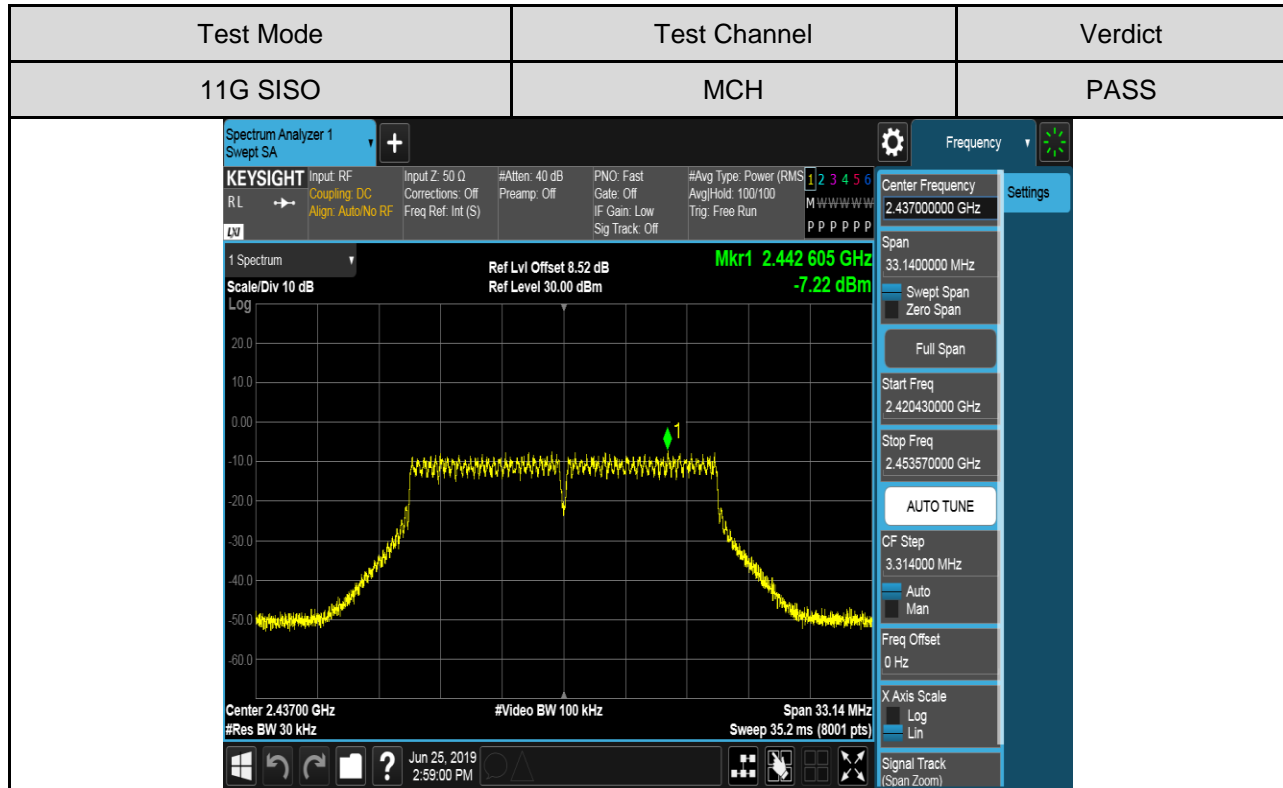 Test Mode Test Channel Verdict
11G SISO MCH PASS
Spectrum Analyzer 1
Swept SA
+
Frequency
KEYSIGHT
RL
LXI
Input: RF
Coupling: DC
Align: Auto/No RF
Input Z: 50 Ω
Corrections: Off
Freq Ref: Int (S)
#Atten: 40 dB
Preamp: Off
PNO: Fast
Gate: Off
IF Gain: Low
Sig Track: Off
#Avg Type: Power (RMS
Avg|Hold: 100/100
Trig: Free Run
1 2 3 4 5 6
M W W W W W
P P P P P P
1 Spectrum
Scale/Div 10 dB
Ref Lvl Offset 8.52 dB
Ref Level 30.00 dBm
Mkr1 2.442 605 GHz
-7.22 dBm
Log
20.0
10.0
0.00
-10.0
-20.0
-30.0
-40.0
-50.0
-60.0
1
Center 2.43700 GHz
#Res BW 30 kHz
#Video BW 100 kHz
Span 33.14 MHz
Sweep 35.2 ms (8001 pts)
Center Frequency
2.437000000 GHz
Span
33.1400000 MHz
Swept Span
Zero Span
Full Span
Start Freq
2.420430000 GHz
Stop Freq
2.453570000 GHz
AUTO TUNE
CF Step
3.314000 MHz
Auto
Man
Freq Offset
0 Hz
X Axis Scale
Log
Lin
Signal Track
(Span Zoom)
Settings
?
Jun 25, 2019
2:59:00 PM